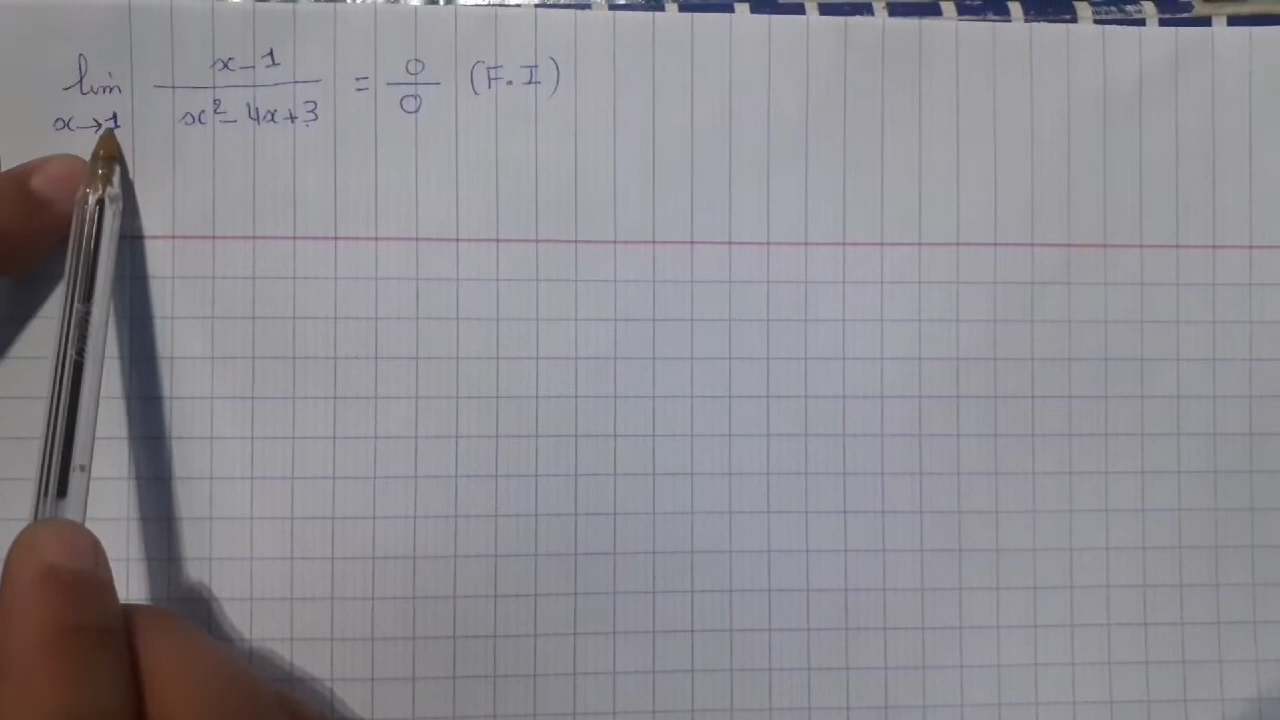 lim x→1 (x-1)/(x²-4x+3) = 0/0 (F.I)